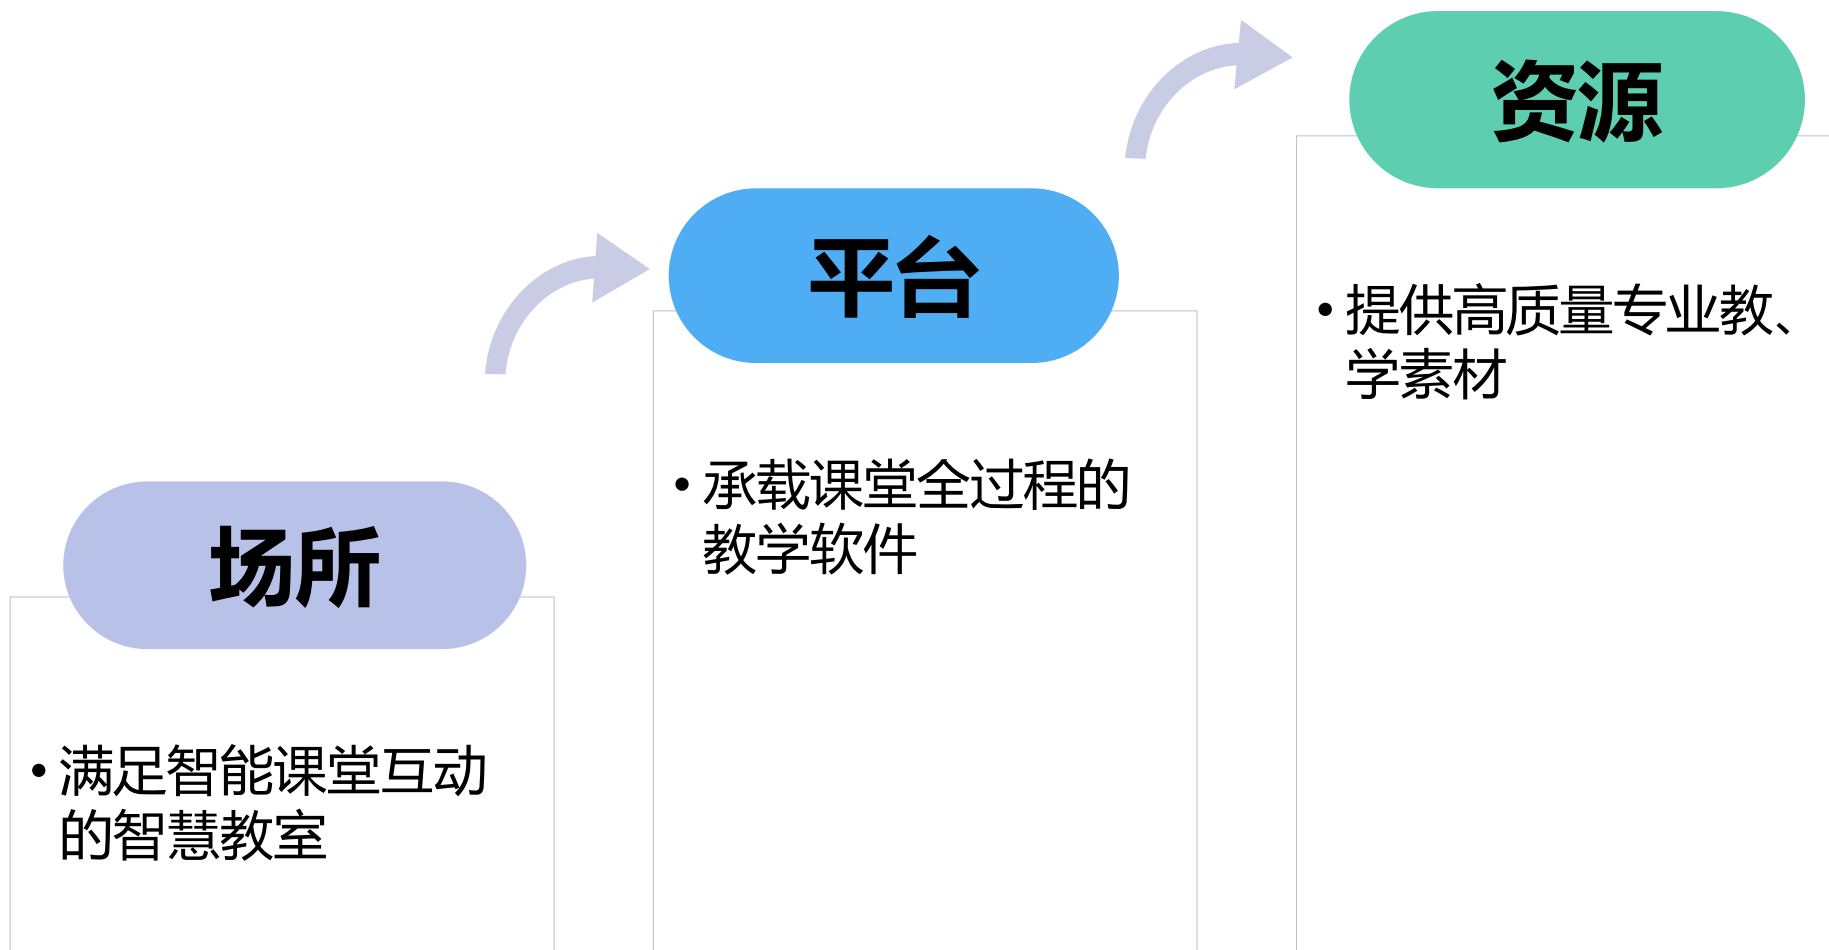 场所
• 满足智能课堂互动
的智慧教室
平台
• 承载课堂全过程的
教学软件
资源
• 提供高质量专业教、
学素材